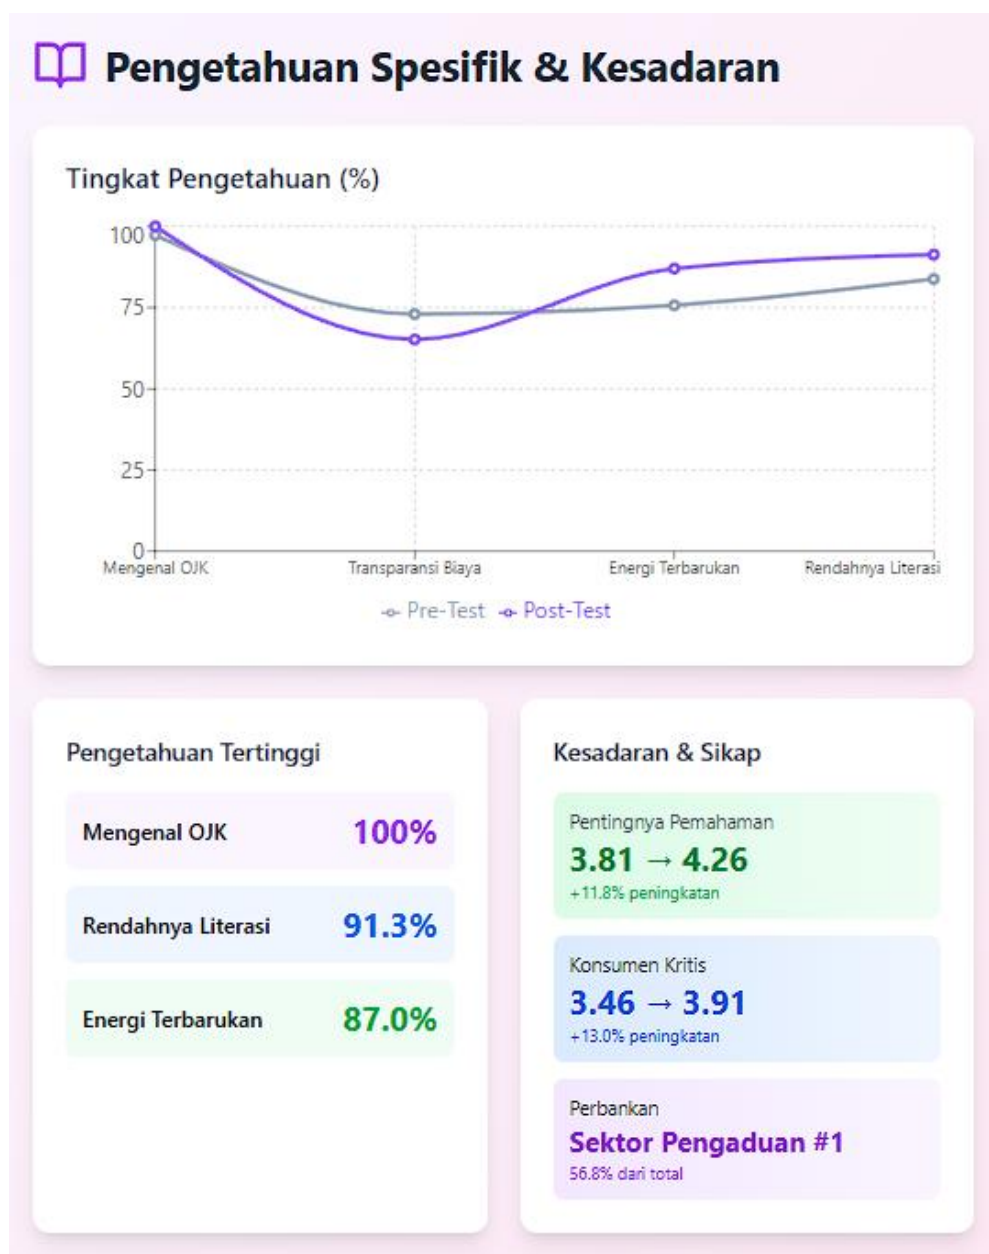 Pengetahuan Spesifik & Kesadaran
Tingkat Pengetahuan (%)
100
75
50
25
0
Mengenal OJK
Transparansi Biaya
Energi Terbarukan
Rendahnya Literasi
Pre-Test
Post-Test
Pengetahuan Tertinggi
Mengenal OJK 100%
Rendahnya Literasi 91.3%
Energi Terbarukan 87.0%
Kesadaran & Sikap
Pentingnya Pemahaman
3.81 → 4.26
+11.8% peningkatan
Konsumen Kritis
3.46 → 3.91
+13.0% peningkatan
Perbankan
Sektor Pengaduan #1
56.8% dari total